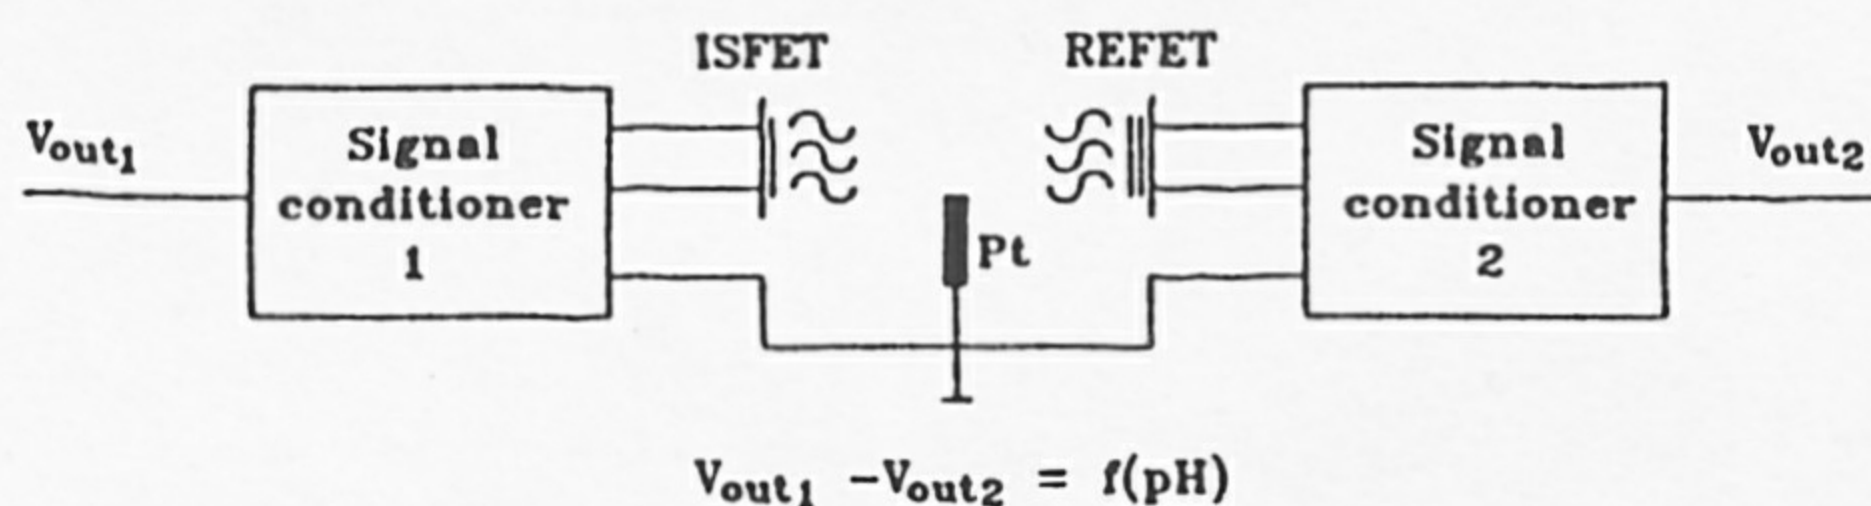 ISFET
REFET
Vout1
Signal
conditioner
1
Pt
Signal
conditioner
2
Vout2
Vout1 -Vout2 = f(pH)